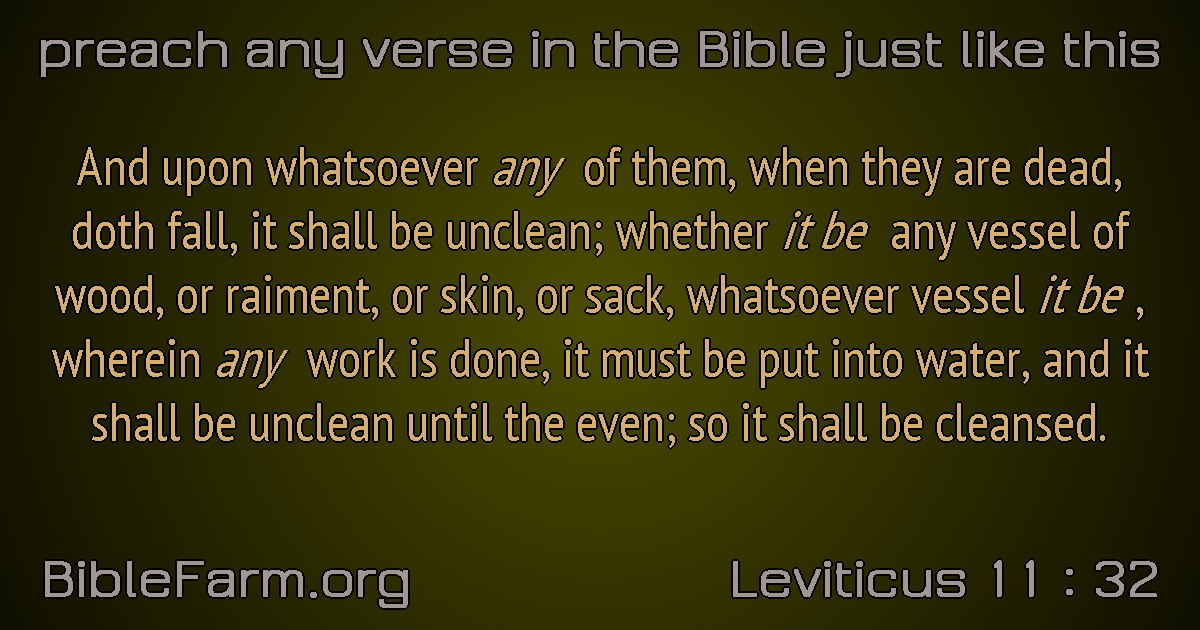 preach any verse in the Bible just like this
And upon whatsoever any of them, when they are dead,
doth fall, it shall be unclean; whether it be any vessel of
wood, or raiment, or skin, or sack, whatsoever vessel it be ,
wherein any work is done, it must be put into water, and it
shall be unclean until the even; so it shall be cleansed.
BibleFarm.org
Leviticus 11 : 32